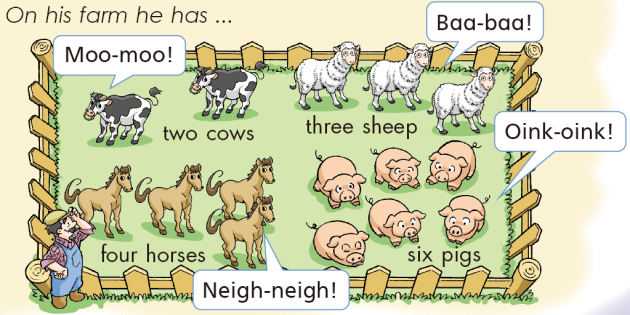 On his farm he has ...
Moo-moo!
Baa-baa!
two cows
three sheep
Oink-oink!
four horses
six pigs
Neigh-neigh!